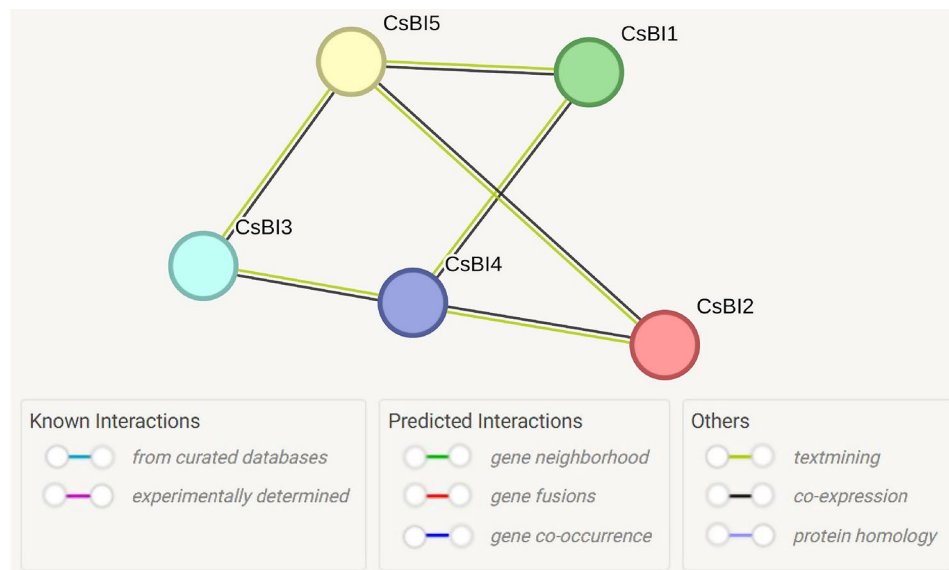 CsBI5
CsBI1
CsBI3
CsBI4
CsBI2
Known Interactions
from curated databases
experimentally determined
Predicted Interactions
gene neighborhood
gene fusions
gene co-occurrence
Others
textmining
co-expression
protein homology